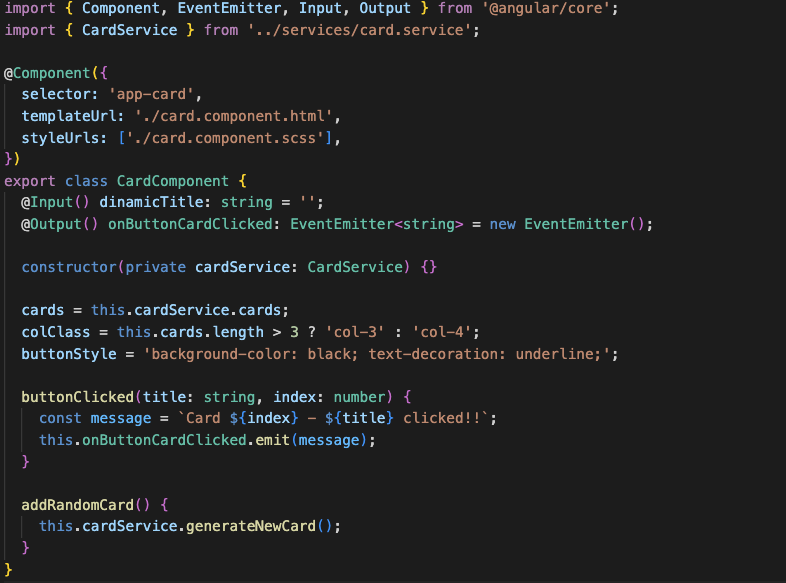 import { Component, EventEmitter, Input, Output } from '@angular/core';
import { CardService } from '../services/card.service';
@Component({
selector: 'app-card',
templateUrl: './card.component.html',
styleUrls: ['./card.component.scss'],
})
export class CardComponent {
@Input() dinamicTitle: string = '';
@Output() onButtonCardClicked: EventEmitter<string> = new EventEmitter();
constructor(private cardService: CardService) {}
cards = this.cardService.cards;
colClass = this.cards.length > 3 ? 'col-3' : 'col-4';
buttonStyle = 'background-color: black; text-decoration: underline;';
buttonClicked(title: string, index: number) {
const message = `Card ${index} - ${title} clicked!!`;
this.onButtonCardClicked.emit(message);
}
addRandomCard() {
this.cardService.generateNewCard();
}
}